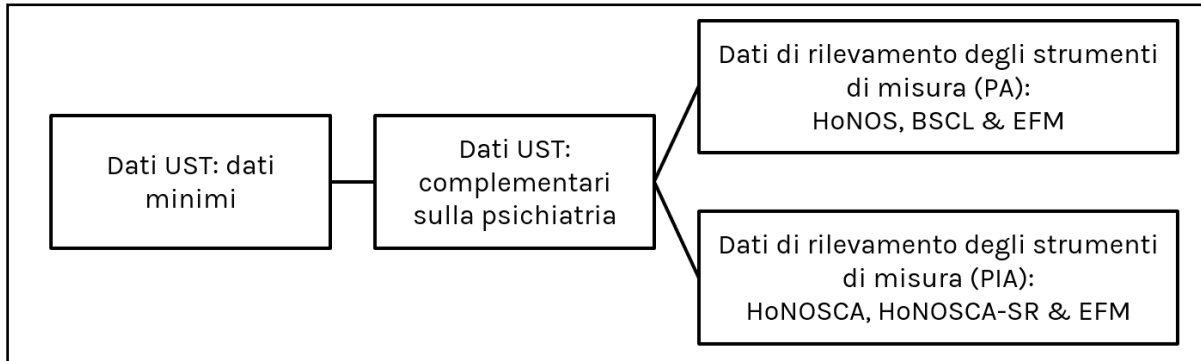 Dati UST: dati
minimi
Dati UST:
complementari
sulla psichiatria
Dati di rilevamento degli strumenti
di misura (PA):
HoNOS, BSCL & EFM
Dati di rilevamento degli strumenti
di misura (PIA):
HoNOSCA, HoNOSCA-SR & EFM